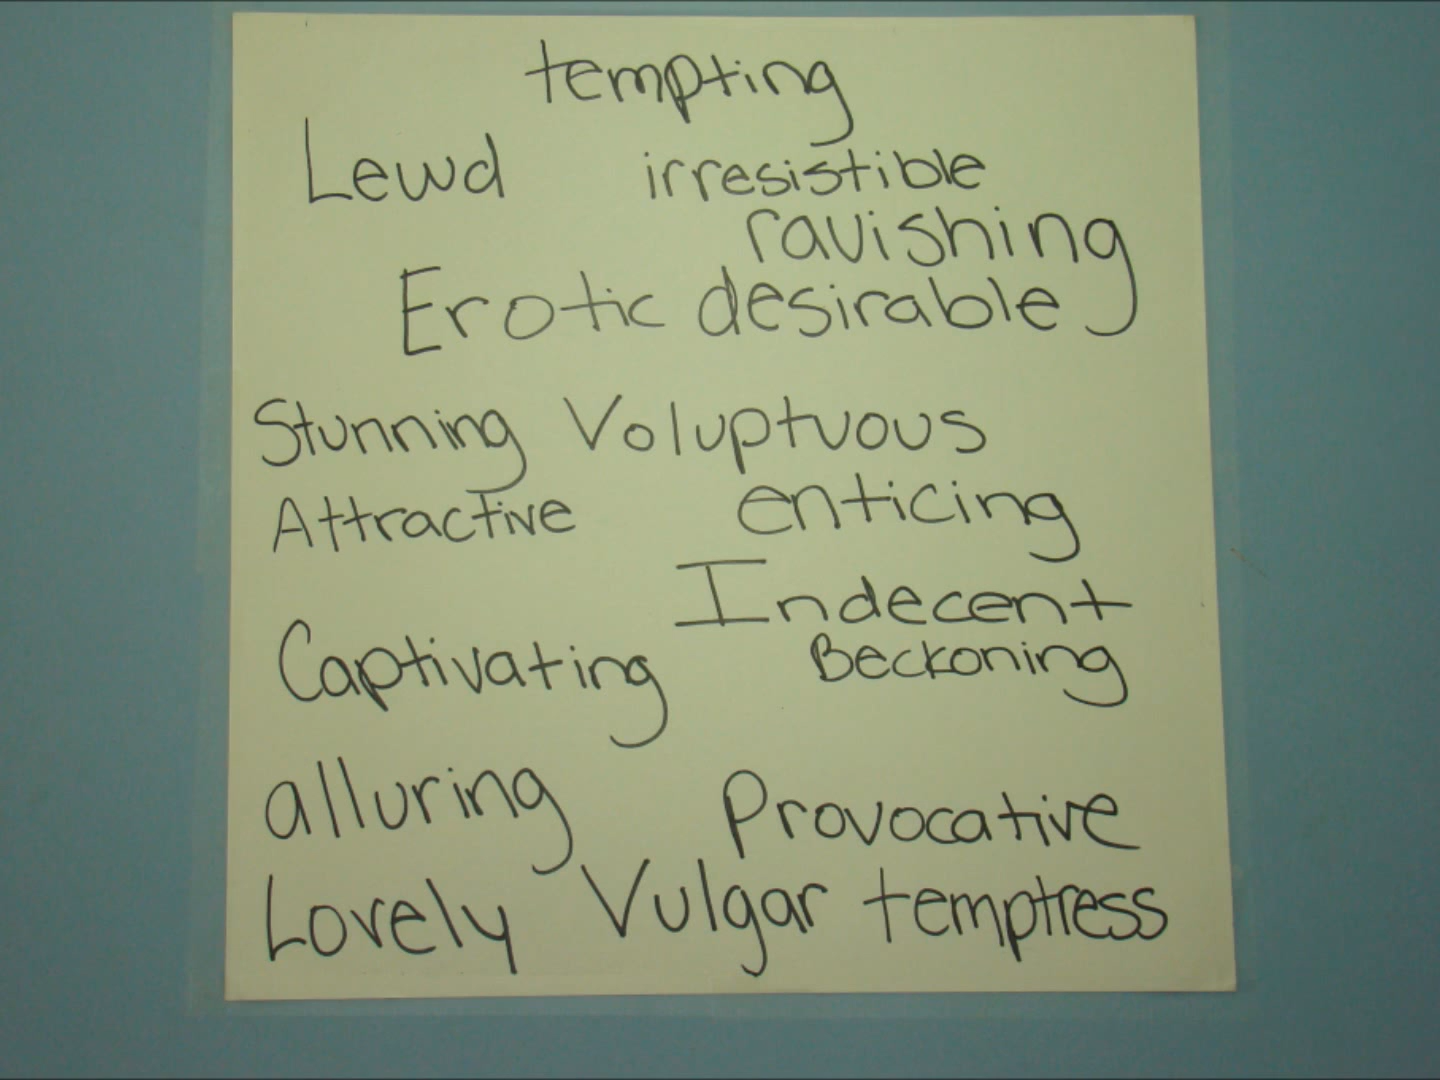 tempting
Lewd irresistible
ravishing
Erotic desirable
Stunning Voluptuous
Attractive enticing
Indecent
Captivating Beckoning
alluring Provocative
Lovely Vulgar temptress